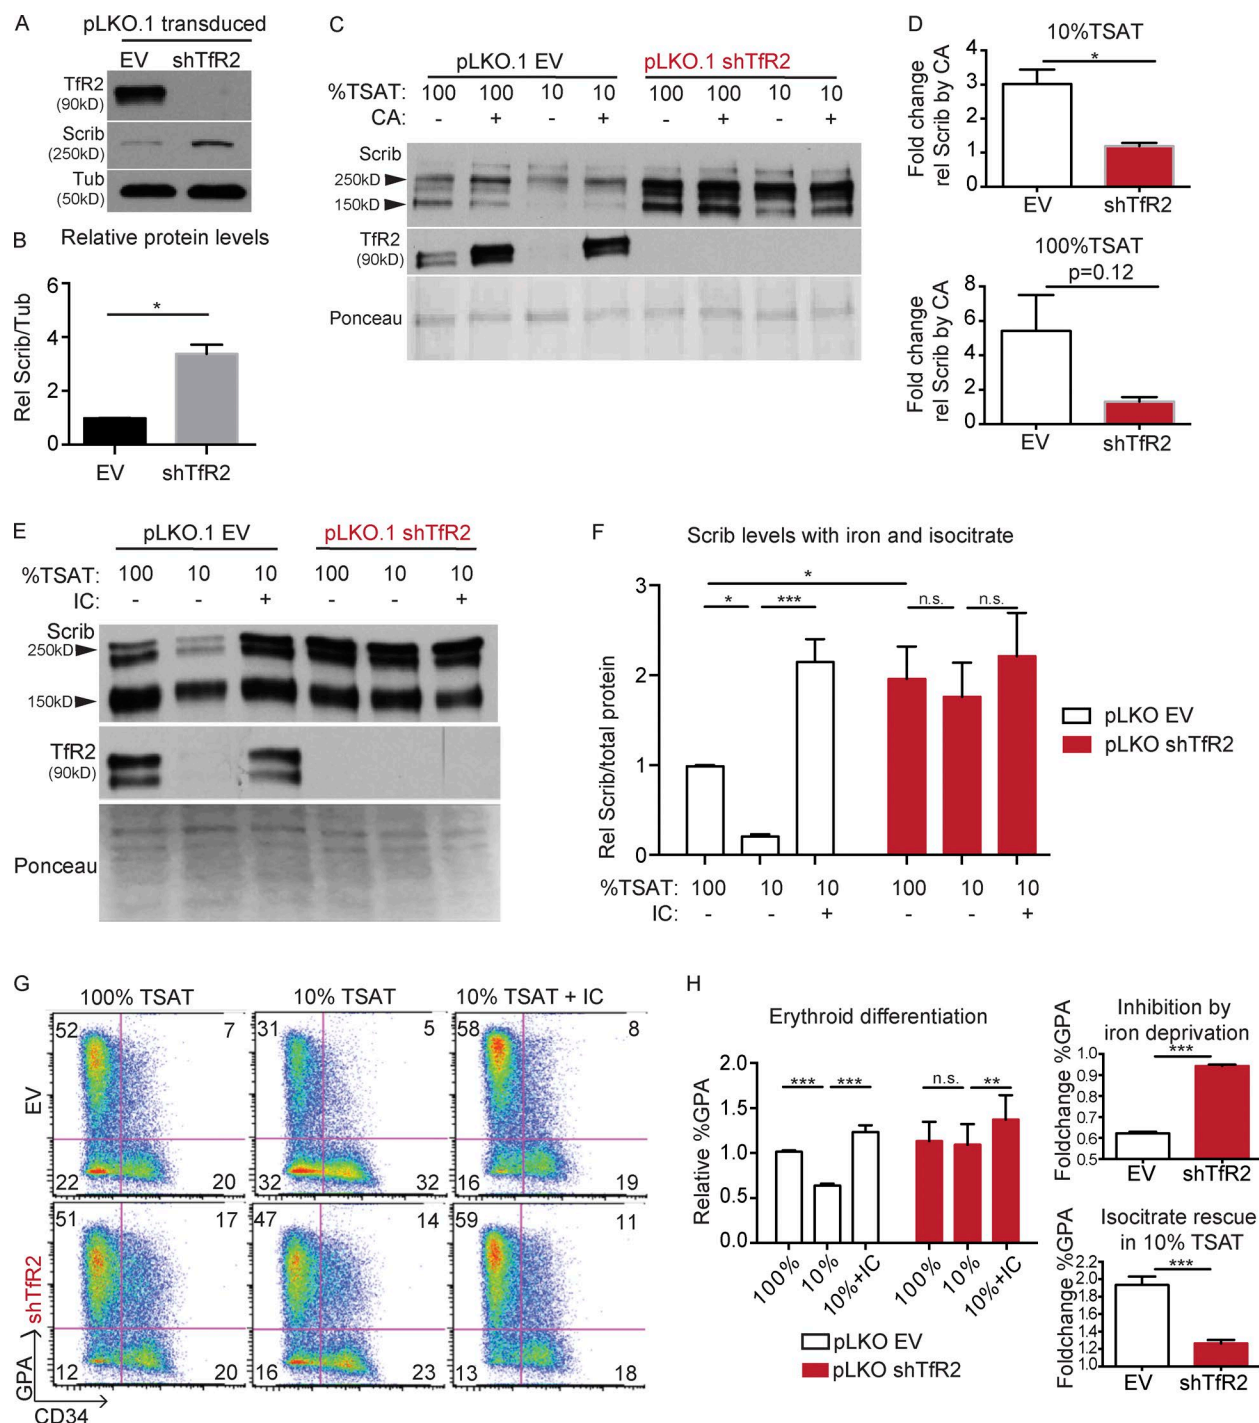 A
pLKO.1 transduced
EV shTfR2
TfR2
(90kD)
Scrib
(250kD)
Tub
(50kD)
B
Relative protein levels
Rel Scrib/Tub
6
4
2
0
*
EV shTfR2
C
pLKO.1 EV pLKO.1 shTfR2
%TSAT: 100 100 10 10 100 100 10 10
CA: - + - + - + - +
Scrib
250kD
150kD
TfR2
(90kD)
Ponceau
D
10%TSAT
Fold change
rel Scrib by CA
4
3
2
1
0
*
EV shTfR2
100%TSAT
p=0.12
Fold change
rel Scrib by CA
8
6
4
2
0
EV shTfR2
E
pLKO.1 EV pLKO.1 shTfR2
%TSAT: 100 10 10 100 10 10
IC: - - + - - +
Scrib
250kD
150kD
TfR2
(90kD)
Ponceau
F
Scrib levels with iron and isocitrate
Rel Scrib/total protein
3
2
1
0
*
* *** n.s. n.s.
%TSAT: 100 10 10 100 10 10
IC: - - + - - +
pLKO EV
pLKO shTfR2
G
100% TSAT 10% TSAT 10% TSAT + IC
EV
52 7 31 5 58 8
22 20 32 32 16 19
shTfR2
51 17 47 14 59 11
12 20 16 23 13 18
GPA
CD34
H
Erythroid differentiation
Relative %GPA
2.0
1.5
1.0
0.5
0.0
*** *** n.s. **
100% 10% 10%+IC 100% 10% 10%+IC
pLKO EV
pLKO shTfR2
Inhibition by
iron deprivation
Foldchange %GPA
1.0
0.9
0.8
0.7
0.6
0.5
***
EV shTfR2
Isocitrate rescue
in 10% TSAT
Foldchange %GPA
2.2
2.0
1.8
1.6
1.4
1.2
1.0
***
EV shTfR2